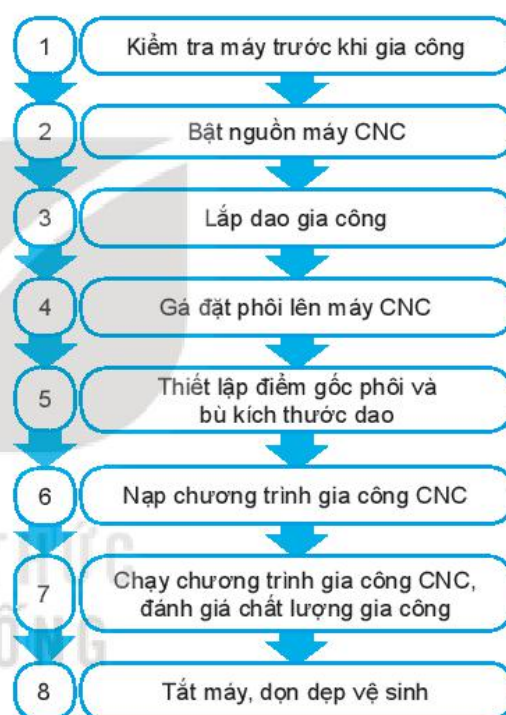 1 Kiểm tra máy trước khi gia công
2 Bật nguồn máy CNC
3 Lắp dao gia công
4 Gá đặt phôi lên máy CNC
5 Thiết lập điểm gốc phôi và
bù kích thước dao
6 Nạp chương trình gia công CNC
7 Chạy chương trình gia công CNC,
đánh giá chất lượng gia công
8 Tắt máy, dọn dẹp vệ sinh